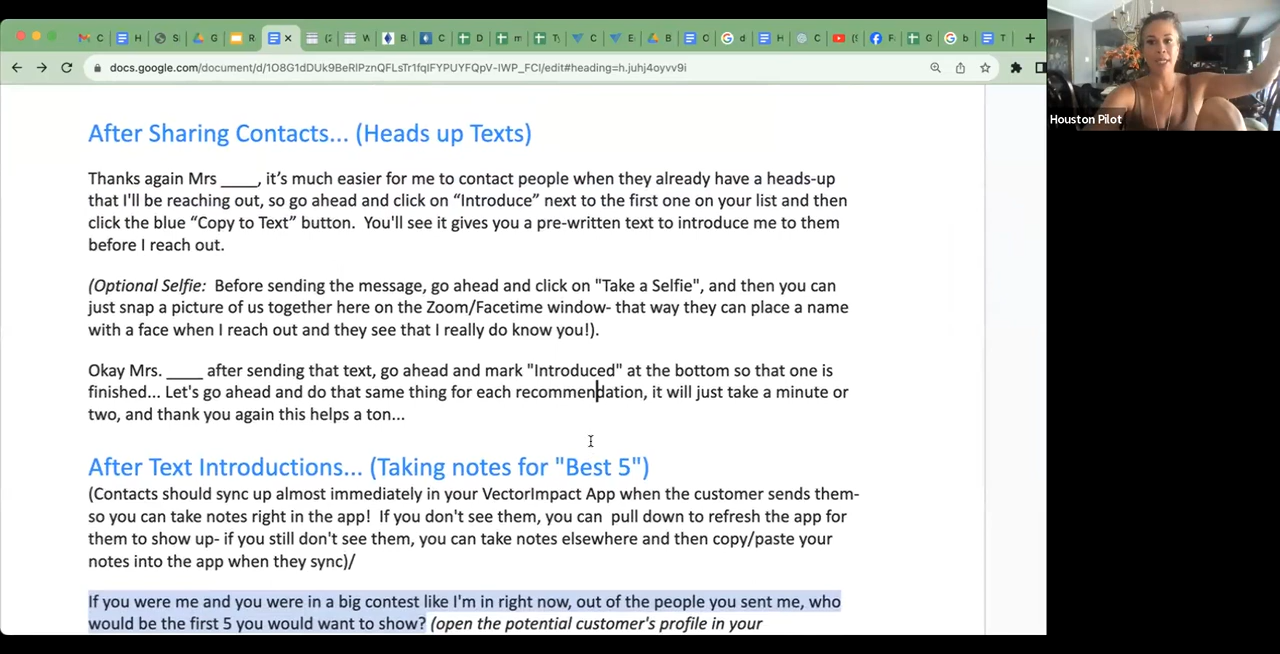 docs.google.com/document/d/1O8G1dDUk9BeRlPznQFLsTr1fqIFYPUYFQpV-IWP_FCI/edit#heading=h.juhj4oyvv9i
Houston Pilot
After Sharing Contacts... (Heads up Texts)
Thanks again Mrs ____, it's much easier for me to contact people when they already have a heads-up
that I'll be reaching out, so go ahead and click on “Introduce” next to the first one on your list and then
click the blue “Copy to Text” button.  You'll see it gives you a pre-written text to introduce me to them
before I reach out.
(Optional Selfie:  Before sending the message, go ahead and click on "Take a Selfie", and then you can
just snap a picture of us together here on the Zoom/Facetime window- that way they can place a name
with a face when I reach out and they see that I really do know you!).
Okay Mrs. ____ after sending that text, go ahead and mark "Introduced" at the bottom so that one is
finished... Let's go ahead and do that same thing for each recommendation, it will just take a minute or
two, and thank you again this helps a ton...
After Text Introductions... (Taking notes for "Best 5")
(Contacts should sync up almost immediately in your VectorImpact App when the customer sends them-
so you can take notes right in the app!  If you don't see them, you can  pull down to refresh the app for
them to show up- if you still don't see them, you can take notes elsewhere and then copy/paste your
notes into the app when they sync)/
If you were me and you were in a big contest like I'm in right now, out of the people you sent me, who
would be the first 5 you would want to show? (open the potential customer's profile in your